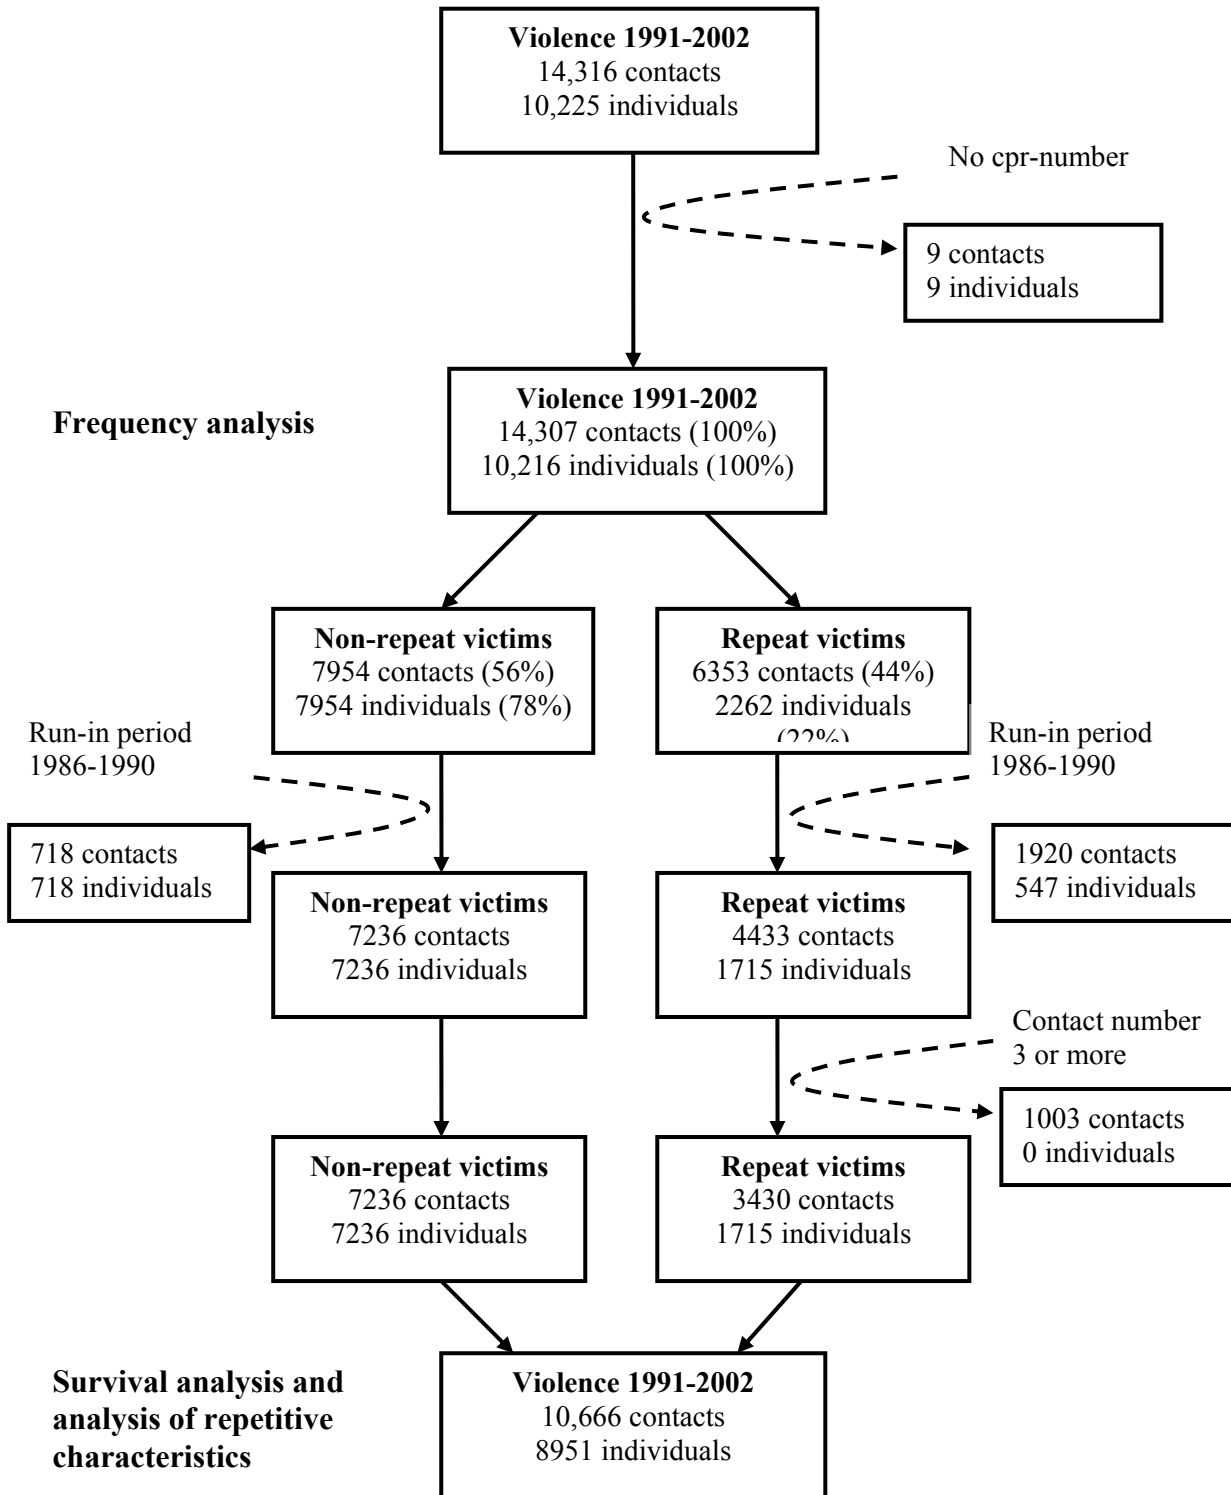 Violence 1991-2002
14,316 contacts
10,225 individuals
No cpr-number
9 contacts
9 individuals
Frequency analysis
Violence 1991-2002
14,307 contacts (100%)
10,216 individuals (100%)
Non-repeat victims
7954 contacts (56%)
7954 individuals (78%)
Repeat victims
6353 contacts (44%)
2262 individuals
(22%)
Run-in period
1986-1990
Run-in period
1986-1990
718 contacts
718 individuals
1920 contacts
547 individuals
Non-repeat victims
7236 contacts
7236 individuals
Repeat victims
4433 contacts
1715 individuals
Contact number
3 or more
1003 contacts
0 individuals
Non-repeat victims
7236 contacts
7236 individuals
Repeat victims
3430 contacts
1715 individuals
Survival analysis and
analysis of repetitive
characteristics
Violence 1991-2002
10,666 contacts
8951 individuals